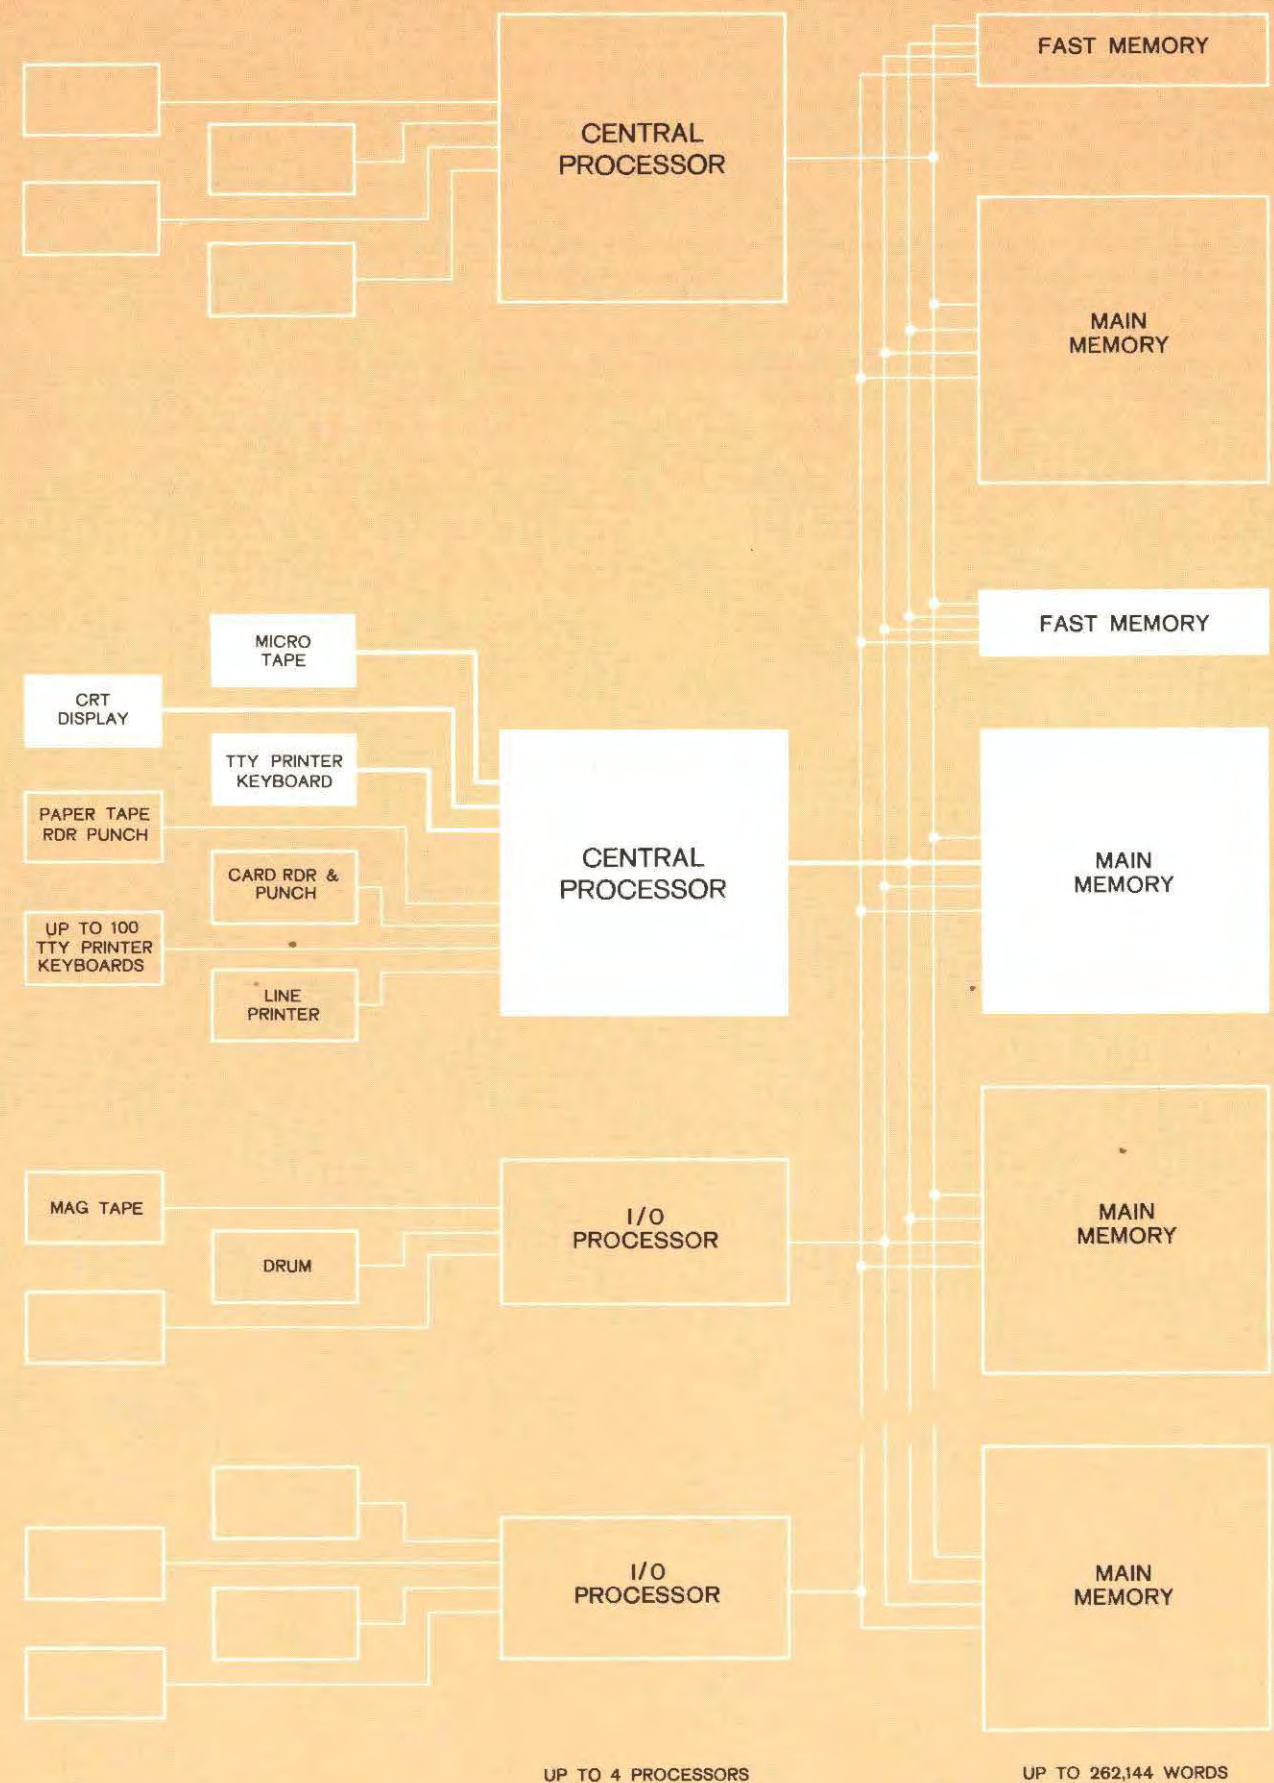 FAST MEMORY
CENTRAL
PROCESSOR
MAIN
MEMORY
MICRO
TAPE
FAST MEMORY
CRT
DISPLAY
TTY PRINTER
KEYBOARD
PAPER TAPE
RDR PUNCH
CENTRAL
PROCESSOR
MAIN
MEMORY
CARD RDR &
PUNCH
UP TO 100
TTY PRINTER
KEYBOARDS
LINE
PRINTER
MAG TAPE
I/O
PROCESSOR
MAIN
MEMORY
DRUM
I/O
PROCESSOR
MAIN
MEMORY
UP TO 4 PROCESSORS
UP TO 262,144 WORDS